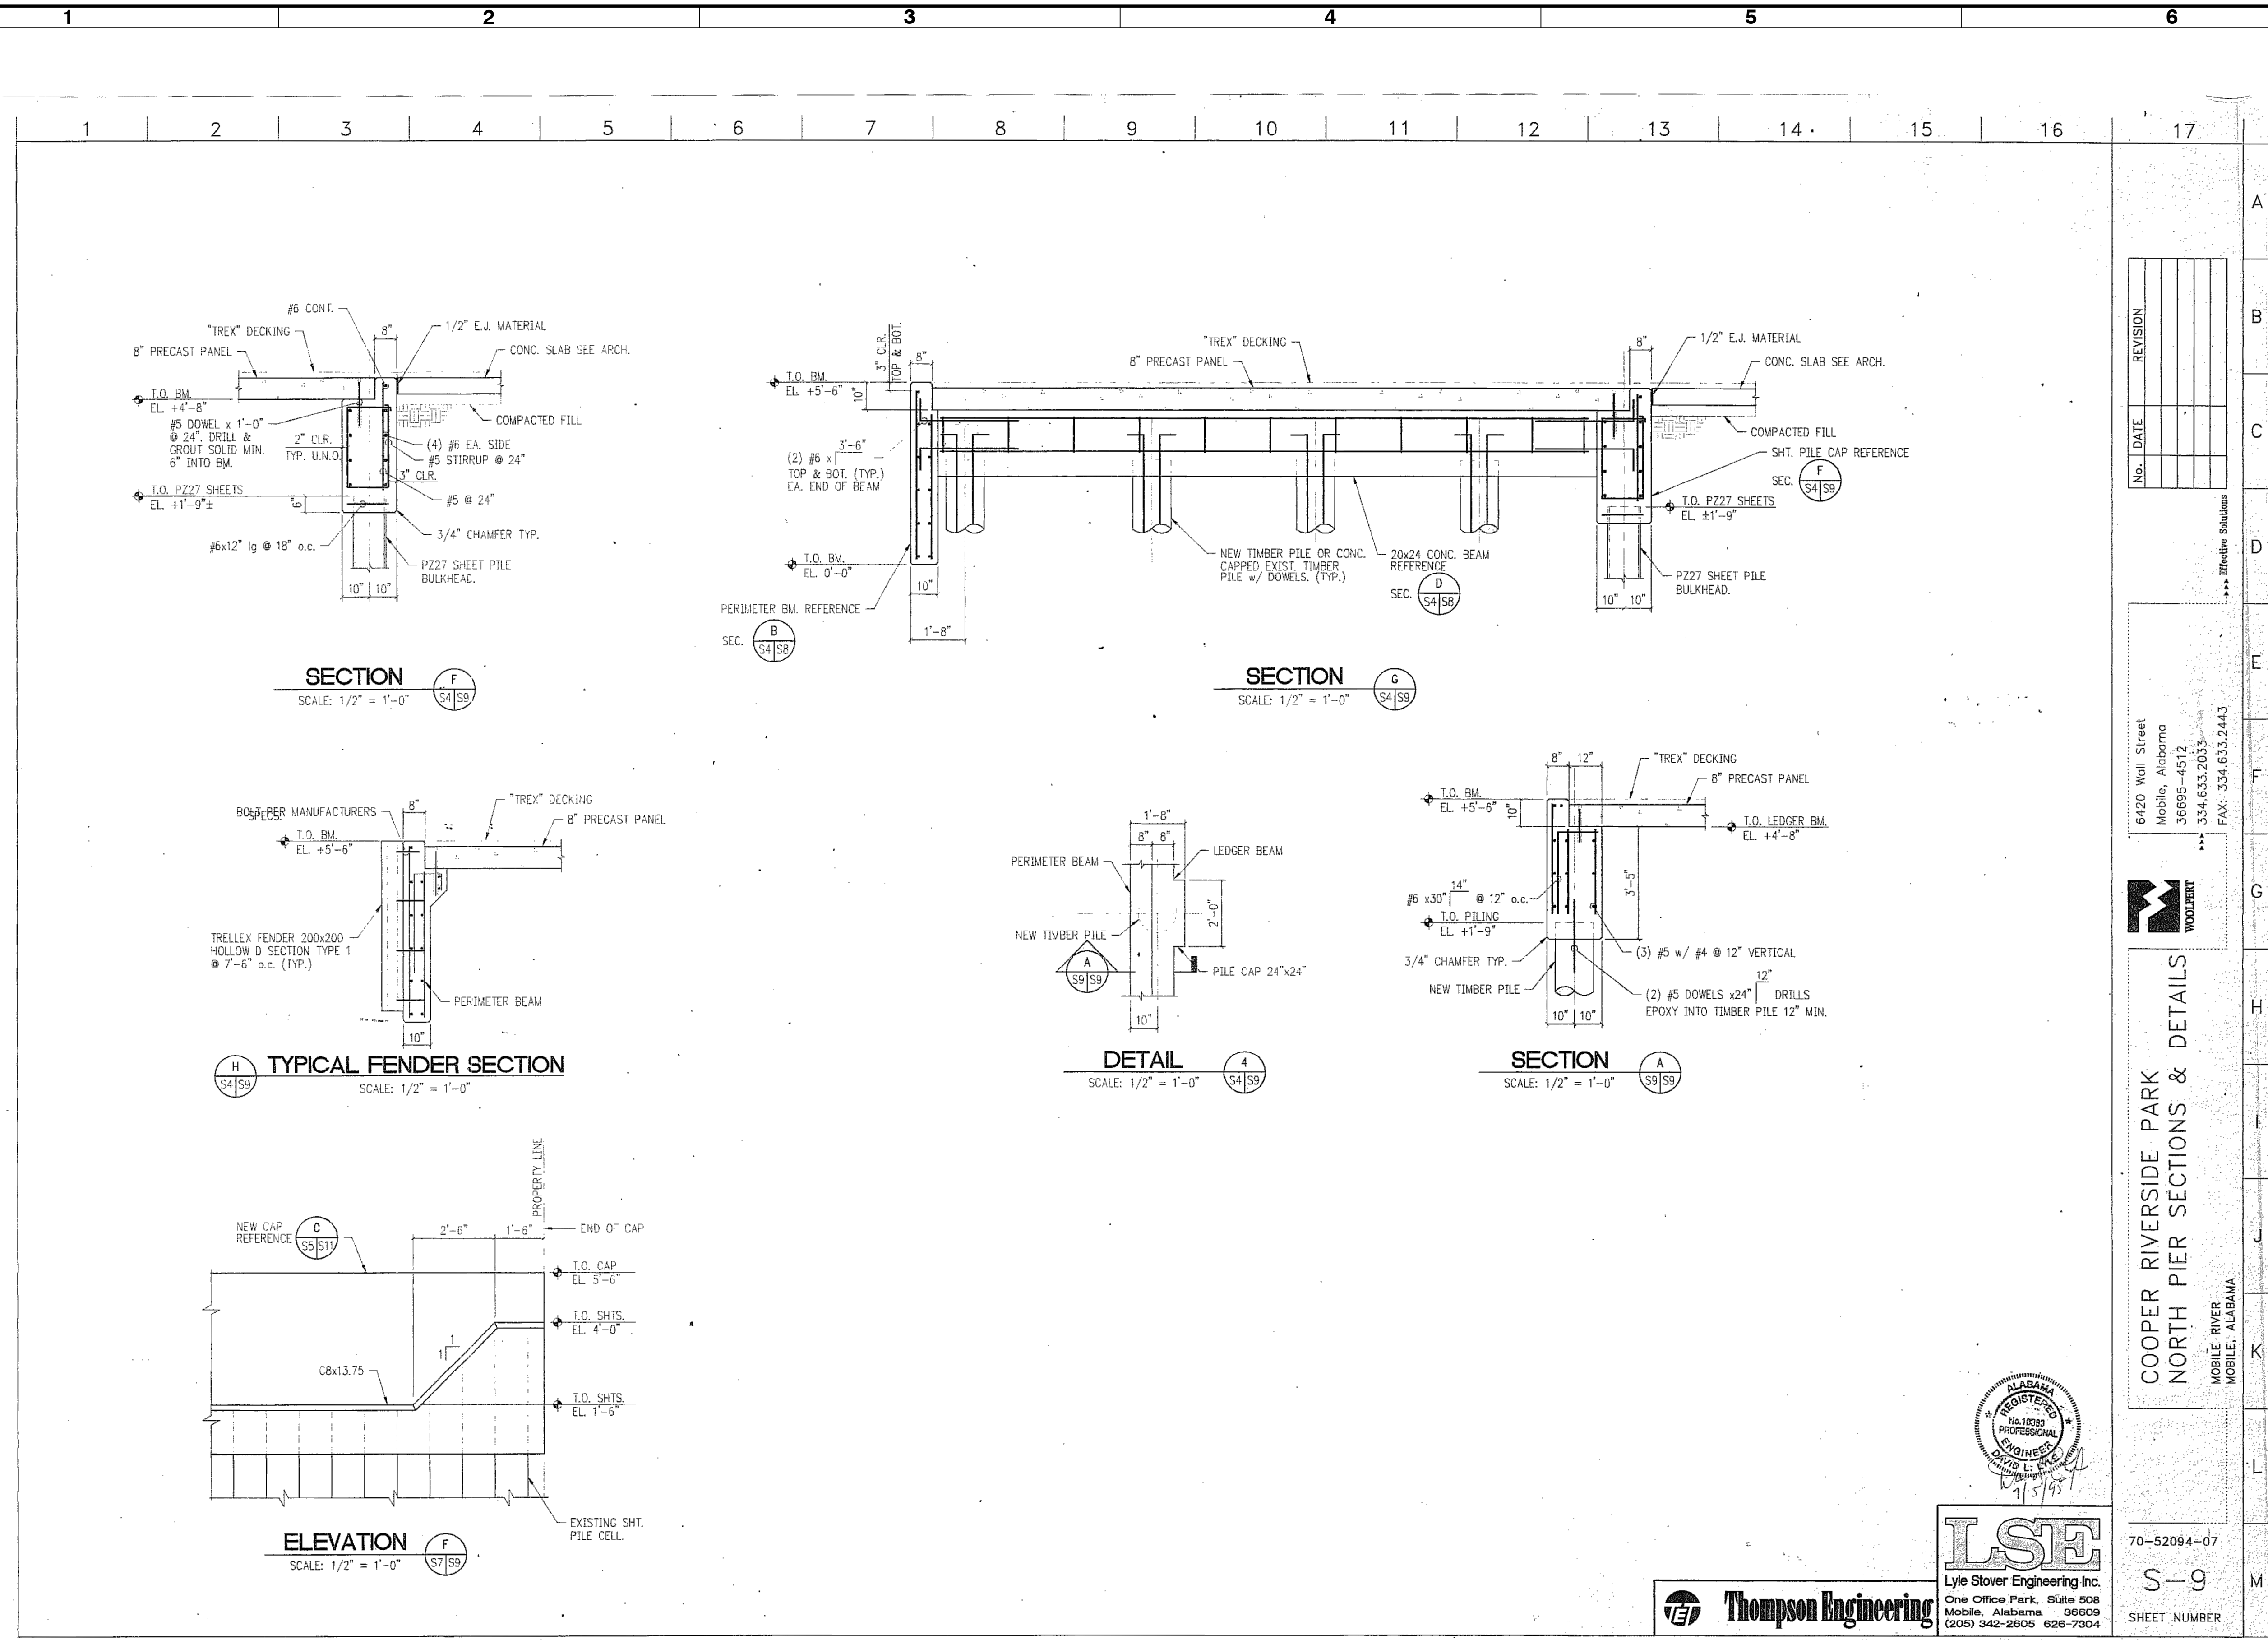 1 2 3 4 5 6
1 2 3 4 5 6 7 8 9 10 11 12 13 14 15 16 17
A
B
C
D
E
F
G
H
I
J
K
L
M
#6 CONT.
"TREX" DECKING
8" PRECAST PANEL
8"
1/2" E.J. MATERIAL
CONC. SLAB SEE ARCH.
T.O. BM.
EL. +4'-8"
#5 DOWEL x 1'-0"
@ 24". DRILL &
GROUT SOLID MIN.
6" INTO BM.
2" CLR.
TYP. U.N.O.
COMPACTED FILL
(4) #6 EA. SIDE
#5 STIRRUP @ 24"
3" CLR.
T.O. PZ27 SHEETS
EL. +1'-9"±
6"
#5 @ 24"
3/4" CHAMFER TYP.
#6x12" lg @ 18" o.c.
PZ27 SHEET PILE
BULKHEAD.
10" 10"
SECTION
SCALE: 1/2" = 1'-0"
F
S4 S9
3" CLR.
TOP & BOT.
8"
T.O. BM.
EL. +5'-6"
10"
"TREX" DECKING
8" PRECAST PANEL
8"
1/2" E.J. MATERIAL
CONC. SLAB SEE ARCH.
3'-6"
(2) #6 x
TOP & BOT. (TYP.)
EA. END OF BEAM
COMPACTED FILL
SHT. PILE CAP REFERENCE
SEC.
F
S4 S9
T.O. PZ27 SHEETS
EL. ±1'-9"
T.O. BM.
EL. 0'-0"
10"
NEW TIMBER PILE OR CONC.
CAPPED EXIST. TIMBER
PILE w/ DOWELS. (TYP.)
20x24 CONC. BEAM
REFERENCE
SEC.
D
S4 S8
PZ27 SHEET PILE
BULKHEAD.
10" 10"
PERIMETER BM. REFERENCE
SEC.
B
S4 S8
1'-8"
SECTION
SCALE: 1/2" = 1'-0"
G
S4 S9
BOLT PER MANUFACTURERS
SPECS.
8"
"TREX" DECKING
8" PRECAST PANEL
T.O. BM.
EL. +5'-6"
TRELLEX FENDER 200x200
HOLLOW D SECTION TYPE 1
@ 7'-6" o.c. (TYP.)
PERIMETER BEAM
10"
H
S4 S9
TYPICAL FENDER SECTION
SCALE: 1/2" = 1'-0"
1'-8"
8" 8"
PERIMETER BEAM
LEDGER BEAM
2'-0"
NEW TIMBER PILE
A
S9 S9
PILE CAP 24"x24"
10"
DETAIL
SCALE: 1/2" = 1'-0"
4
S4 S9
8" 12"
"TREX" DECKING
8" PRECAST PANEL
T.O. BM.
EL. +5'-6"
10"
T.O. LEDGER BM.
EL. +4'-8"
14"
#6 x30" @ 12" o.c.
3'-5"
T.O. PILING
EL. +1'-9"
3/4" CHAMFER TYP.
(3) #5 w/ #4 @ 12" VERTICAL
NEW TIMBER PILE
12"
(2) #5 DOWELS x24" DRILLS
EPOXY INTO TIMBER PILE 12" MIN.
10" 10"
SECTION
SCALE: 1/2" = 1'-0"
A
S9 S9
PROPERTY LINE
NEW CAP
REFERENCE
C
S5 S11
2'-6" 1'-6"
END OF CAP
T.O. CAP
EL. 5'-6"
T.O. SHTS.
EL. 4'-0"
1
1
C8x13.75
T.O. SHTS.
EL. 1'-6"
EXISTING SHT.
PILE CELL.
ELEVATION
SCALE: 1/2" = 1'-0"
F
S7 S9
No. DATE REVISION
Effective Solutions
6420 Wall Street
Mobile, Alabama
36695-4512
334.633.2033
FAX: 334.633.2443
WOOLPERT
COOPER RIVERSIDE PARK
NORTH PIER SECTIONS & DETAILS
MOBILE RIVER
MOBILE, ALABAMA
ALABAMA
REGISTERED
No. 10383
PROFESSIONAL
ENGINEER
DAVID L. LYLE
LSE
Lyle Stover Engineering Inc.
One Office Park, Suite 508
Mobile, Alabama 36609
(205) 342-2605 626-7304
TEI
Thompson Engineering
70-52094-07
S-9
SHEET NUMBER